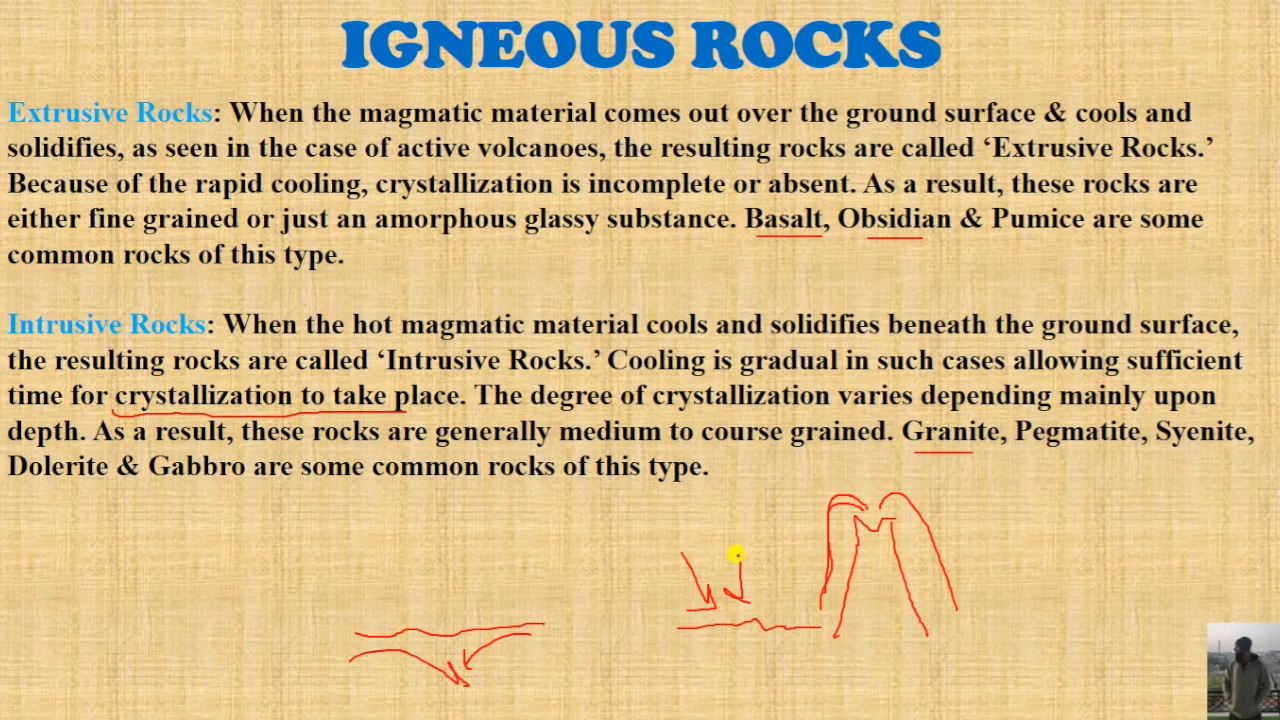 IGNEOUS ROCKS
Extrusive Rocks: When the magmatic material comes out over the ground surface & cools and
solidifies, as seen in the case of active volcanoes, the resulting rocks are called ‘Extrusive Rocks.’
Because of the rapid cooling, crystallization is incomplete or absent. As a result, these rocks are
either fine grained or just an amorphous glassy substance. Basalt, Obsidian & Pumice are some
common rocks of this type.
Intrusive Rocks: When the hot magmatic material cools and solidifies beneath the ground surface,
the resulting rocks are called ‘Intrusive Rocks.’ Cooling is gradual in such cases allowing sufficient
time for crystallization to take place. The degree of crystallization varies depending mainly upon
depth. As a result, these rocks are generally medium to course grained. Granite, Pegmatite, Syenite,
Dolerite & Gabbro are some common rocks of this type.